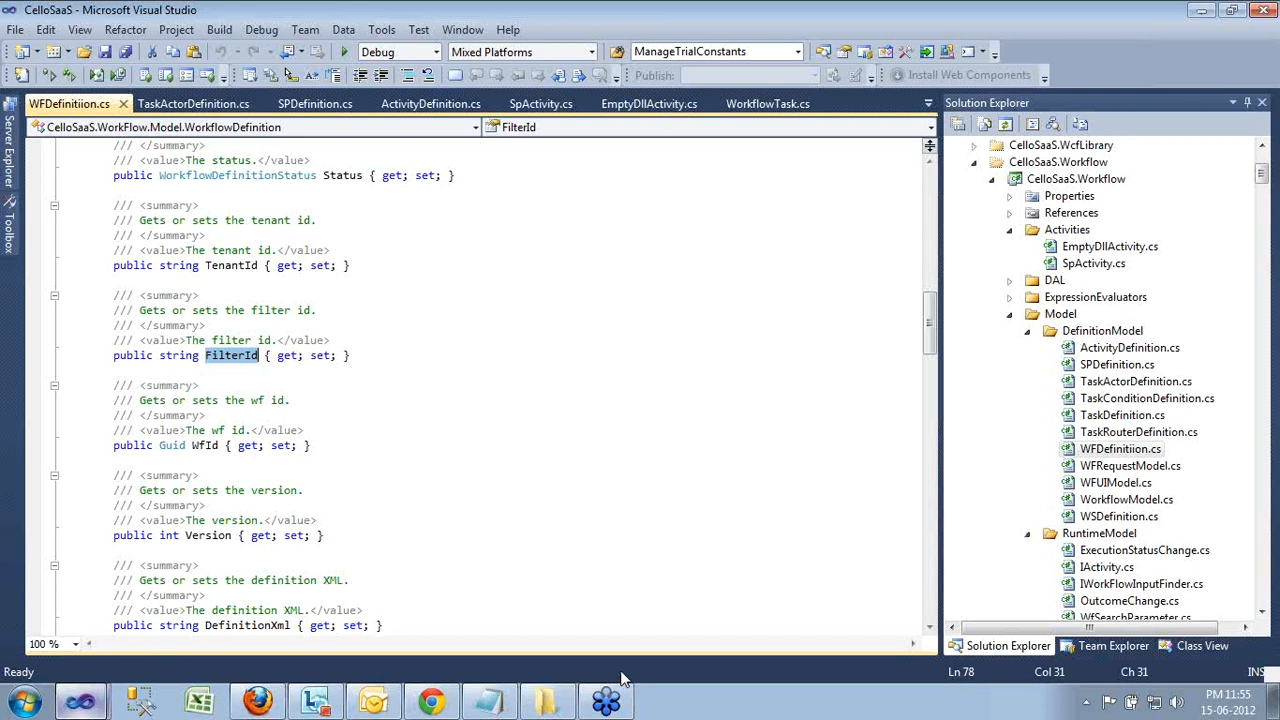 CelloSaaS - Microsoft Visual Studio
File Edit View Refactor Project Build Debug Team Data Tools Test Window Help
Debug Mixed Platforms ManageTrialConstants
Publish: Install Web Components
WFDefinitiion.cs TaskActorDefinition.cs SPDefinition.cs ActivityDefinition.cs SpActivity.cs EmptyDllActivity.cs WorkflowTask.cs
CelloSaaS.WorkFlow.Model.WorkflowDefinition FilterId
/// </summary>
/// <value>The status.</value>
public WorkflowDefinitionStatus Status { get; set; }
/// <summary>
/// Gets or sets the tenant id.
/// </summary>
/// <value>The tenant id.</value>
public string TenantId { get; set; }
/// <summary>
/// Gets or sets the filter id.
/// </summary>
/// <value>The filter id.</value>
public string FilterId { get; set; }
/// <summary>
/// Gets or sets the wf id.
/// </summary>
/// <value>The wf id.</value>
public Guid WfId { get; set; }
/// <summary>
/// Gets or sets the version.
/// </summary>
/// <value>The version.</value>
public int Version { get; set; }
/// <summary>
/// Gets or sets the definition XML.
/// </summary>
/// <value>The definition XML.</value>
public string DefinitionXml { get; set; }
100 %
Server Explorer
Toolbox
Solution Explorer
CelloSaaS.WcfLibrary
CelloSaaS.Workflow
CelloSaaS.Workflow
Properties
References
Activities
EmptyDllActivity.cs
SpActivity.cs
DAL
ExpressionEvaluators
Model
DefinitionModel
ActivityDefinition.cs
SPDefinition.cs
TaskActorDefinition.cs
TaskConditionDefinition.cs
TaskDefinition.cs
TaskRouterDefinition.cs
WFDefinitiion.cs
WFRequestModel.cs
WFUIModel.cs
WorkflowModel.cs
WSDefinition.cs
RuntimeModel
ExecutionStatusChange.cs
IActivity.cs
IWorkFlowInputFinder.cs
OutcomeChange.cs
WfSearchParameter.cs
Solution Explorer Team Explorer Class View
Ready Ln 78 Col 31 Ch 31 INS
PM 11:55
15-06-2012